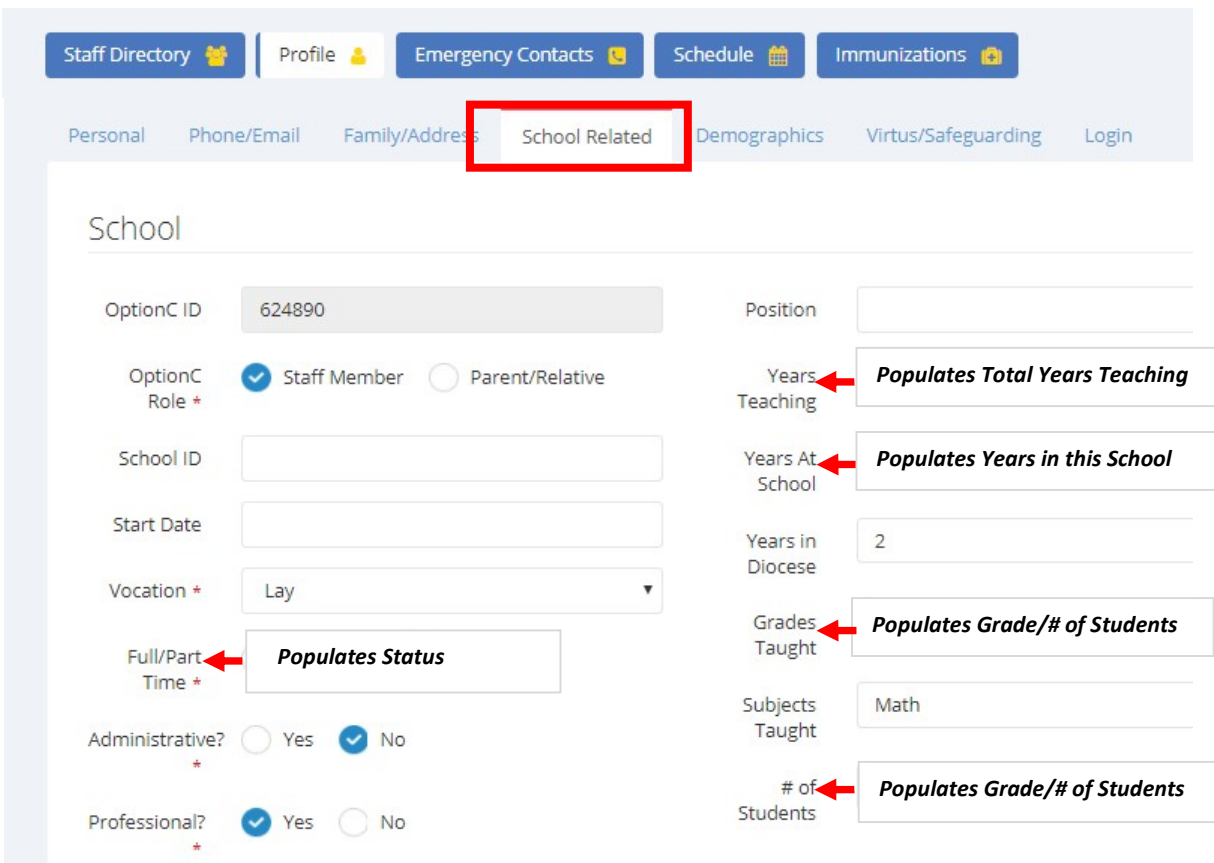 Staff Directory Profile Emergency Contacts Schedule Immunizations
Personal Phone/Email Family/Address School Related Demographics Virtus/Safeguarding Login
School
OptionC ID 624890
Position
OptionC
Role *
Staff Member Parent/Relative
Years
Teaching
Populates Total Years Teaching
School ID
Years At
School
Populates Years in this School
Start Date
Years in
Diocese
2
Vocation * Lay
Grades
Taught
Populates Grade/# of Students
Full/Part
Time *
Populates Status
Subjects
Taught
Math
Administrative?
*
Yes No
# of
Students
Populates Grade/# of Students
Professional?
*
Yes No